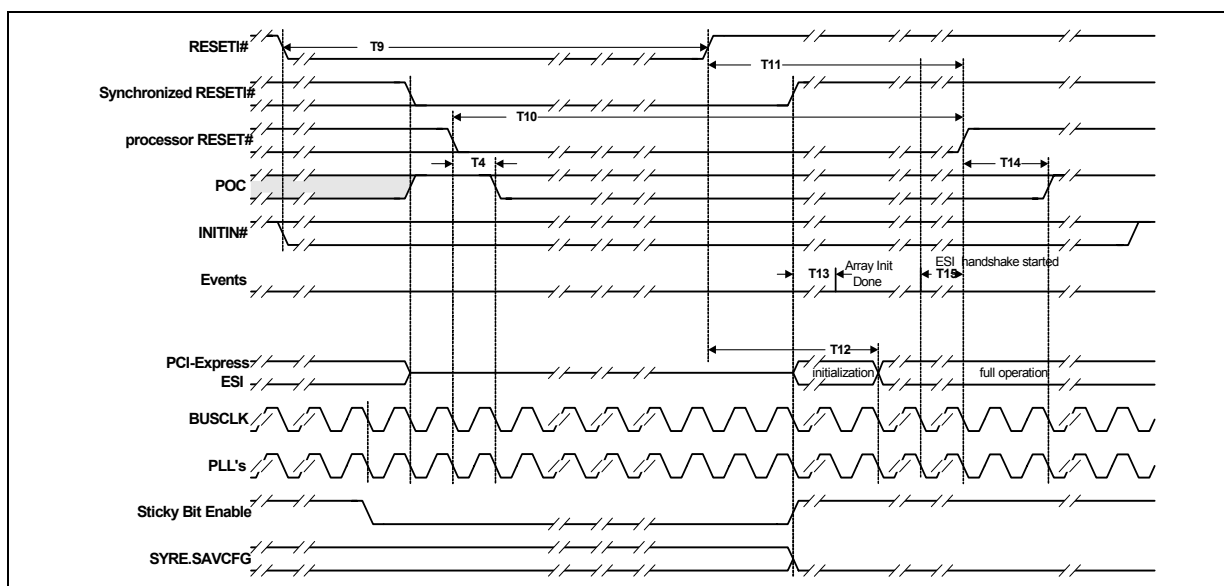 RESETI#
T9
T11
Synchronized RESETI#
T10
processor RESET#
T4
T14
POC
INITIN#
Events
T13
Array Init
Done
ESI handshake started
T15
T12
PCI-Express
ESI
initialization
full operation
BUSCLK
PLL's
Sticky Bit Enable
SYRE.SAVCFG